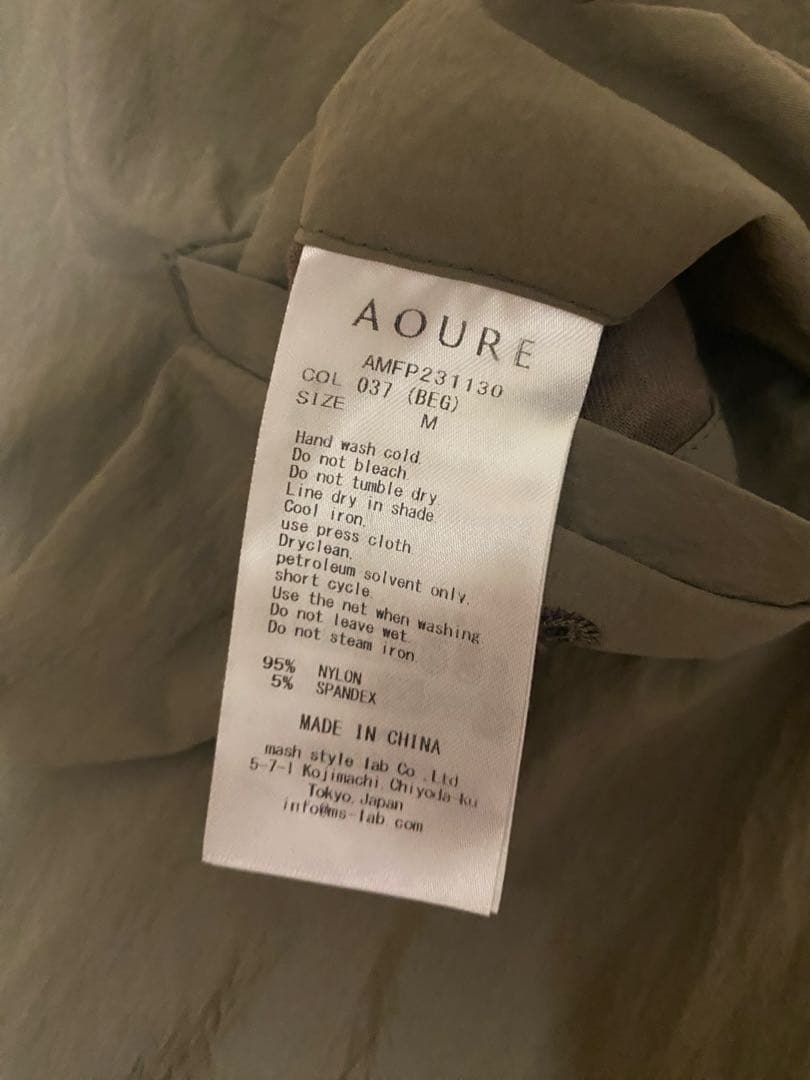 AOURE
AMFP231130
COL 037 (BEG)
SIZE M
Hand wash cold.
Do not bleach
Do not tumble dry
Line dry in shade
Cool iron,
use press cloth
Dryclean,
petroleum solvent only,
short cycle
Use the net when washing
Do not leave wet
Do not steam iron
95% NYLON
5% SPANDEX
MADE IN CHINA
mash style lab Co.,Ltd
5-7-1 Kojimachi, Chiyoda-ku
Tokyo, Japan
info@ms-lab.com